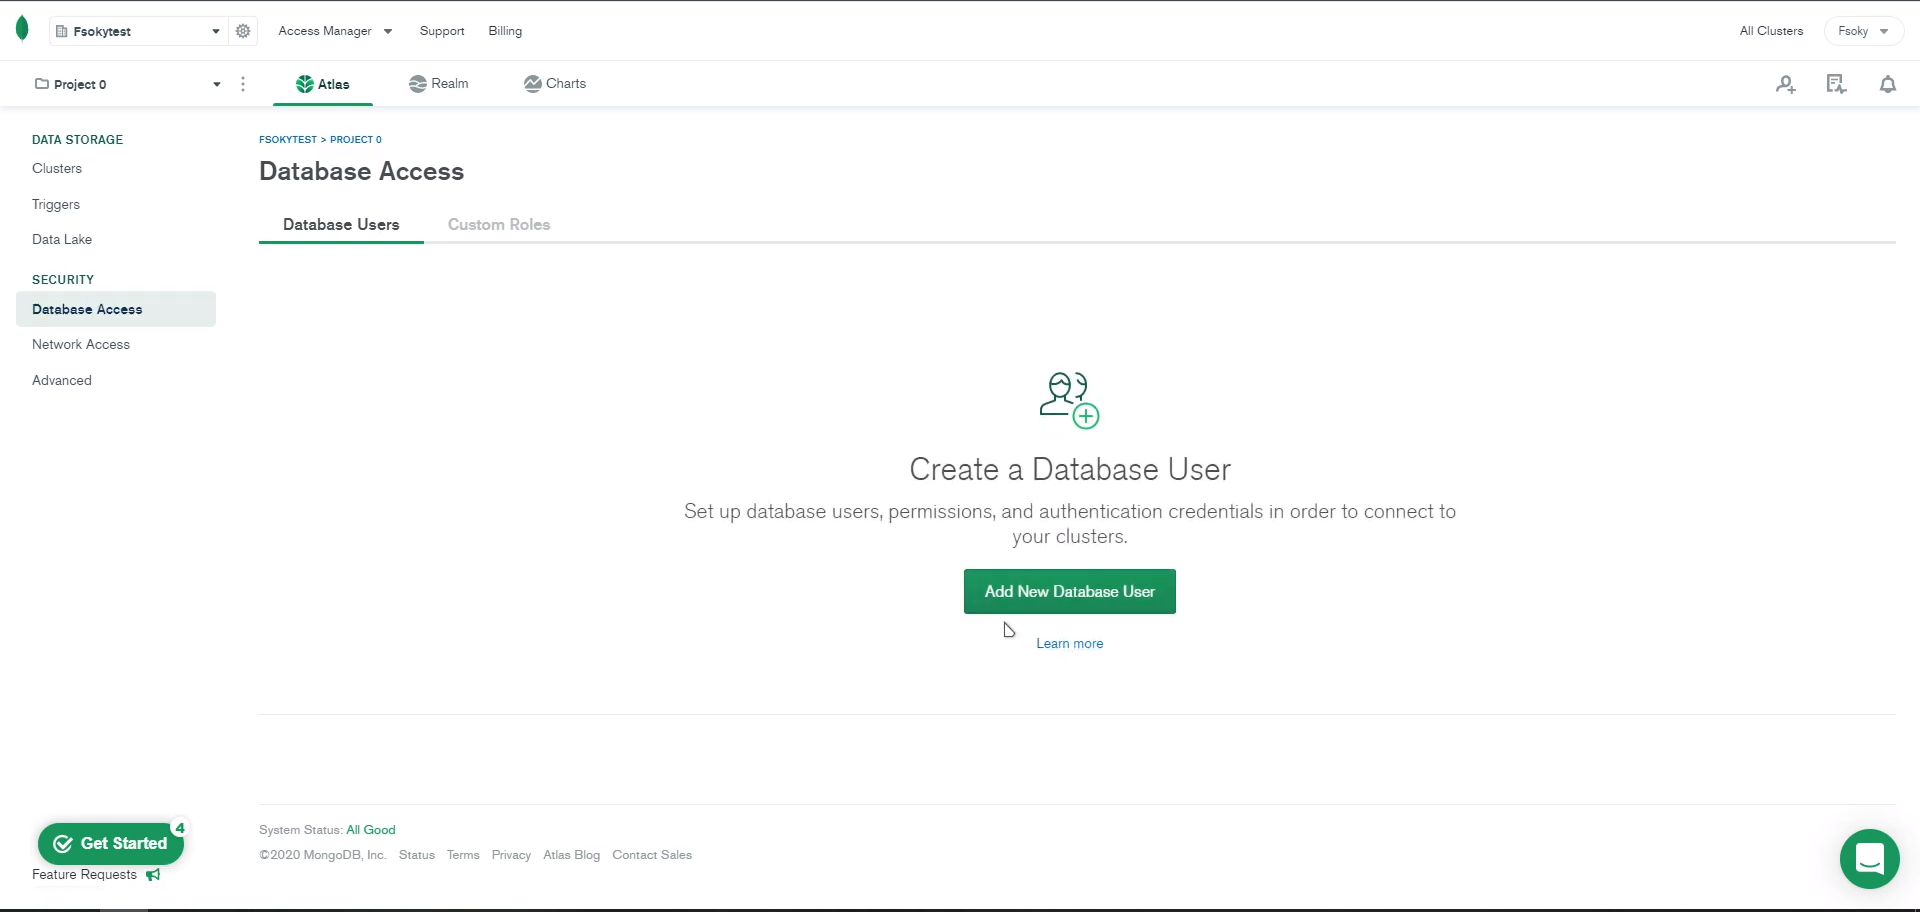 Fsokytest
Access Manager
Support
Billing
All Clusters
Fsoky
Project 0
Atlas
Realm
Charts
DATA STORAGE
Clusters
Triggers
Data Lake
SECURITY
Database Access
Network Access
Advanced
FSOKYTEST > PROJECT 0
Database Access
Database Users
Custom Roles
Create a Database User
Set up database users, permissions, and authentication credentials in order to connect to
your clusters.
Add New Database User
Learn more
Get Started
4
Feature Requests
System Status: All Good
©2020 MongoDB, Inc. Status Terms Privacy Atlas Blog Contact Sales